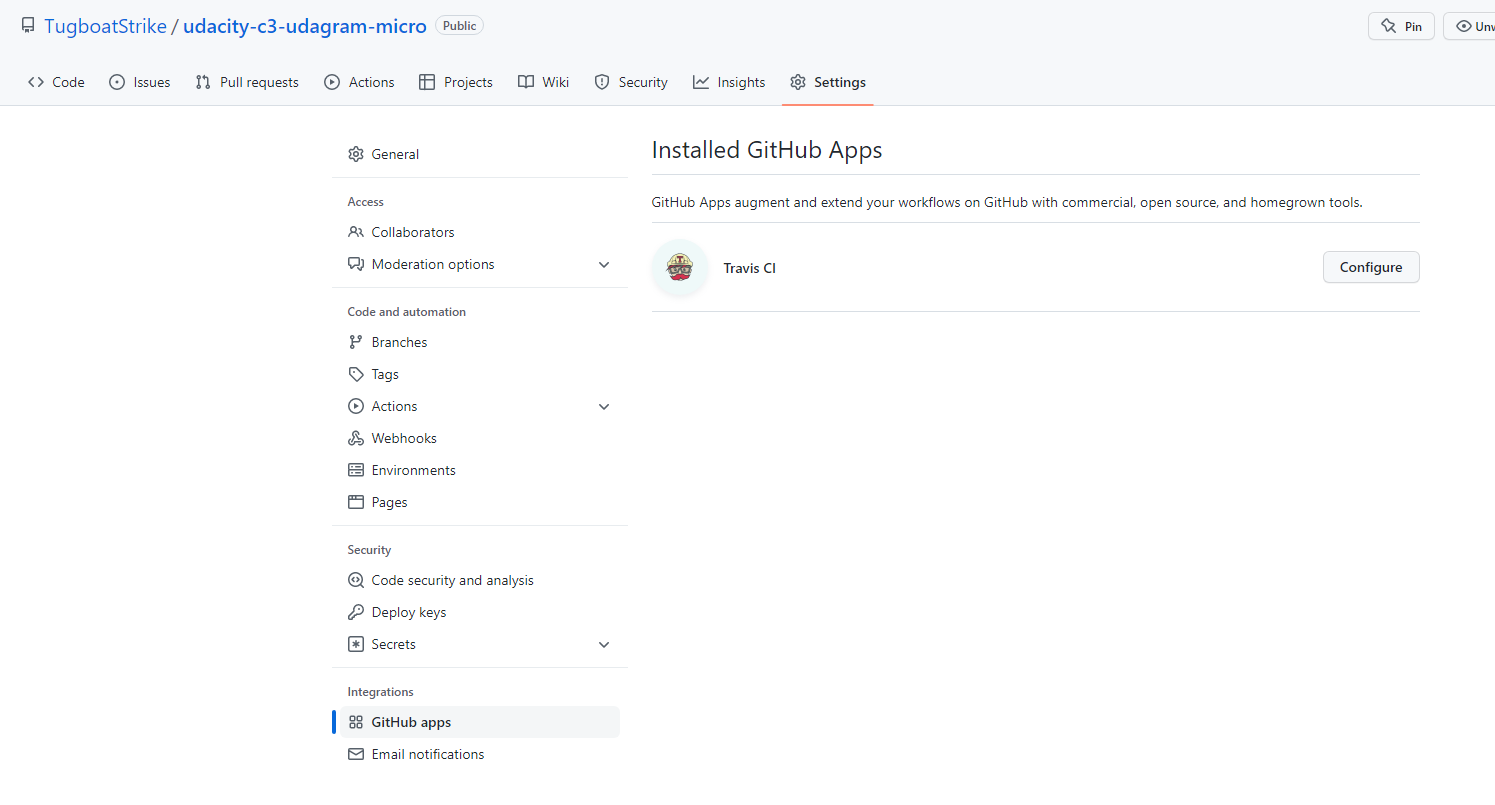 TugboatStrike / udacity-c3-udagram-micro Public
Pin
Code Issues Pull requests Actions Projects Wiki Security Insights Settings
General
Access
Collaborators
Moderation options
Code and automation
Branches
Tags
Actions
Webhooks
Environments
Pages
Security
Code security and analysis
Deploy keys
Secrets
Integrations
GitHub apps
Email notifications
Installed GitHub Apps
GitHub Apps augment and extend your workflows on GitHub with commercial, open source, and homegrown tools.
Travis CI
Configure